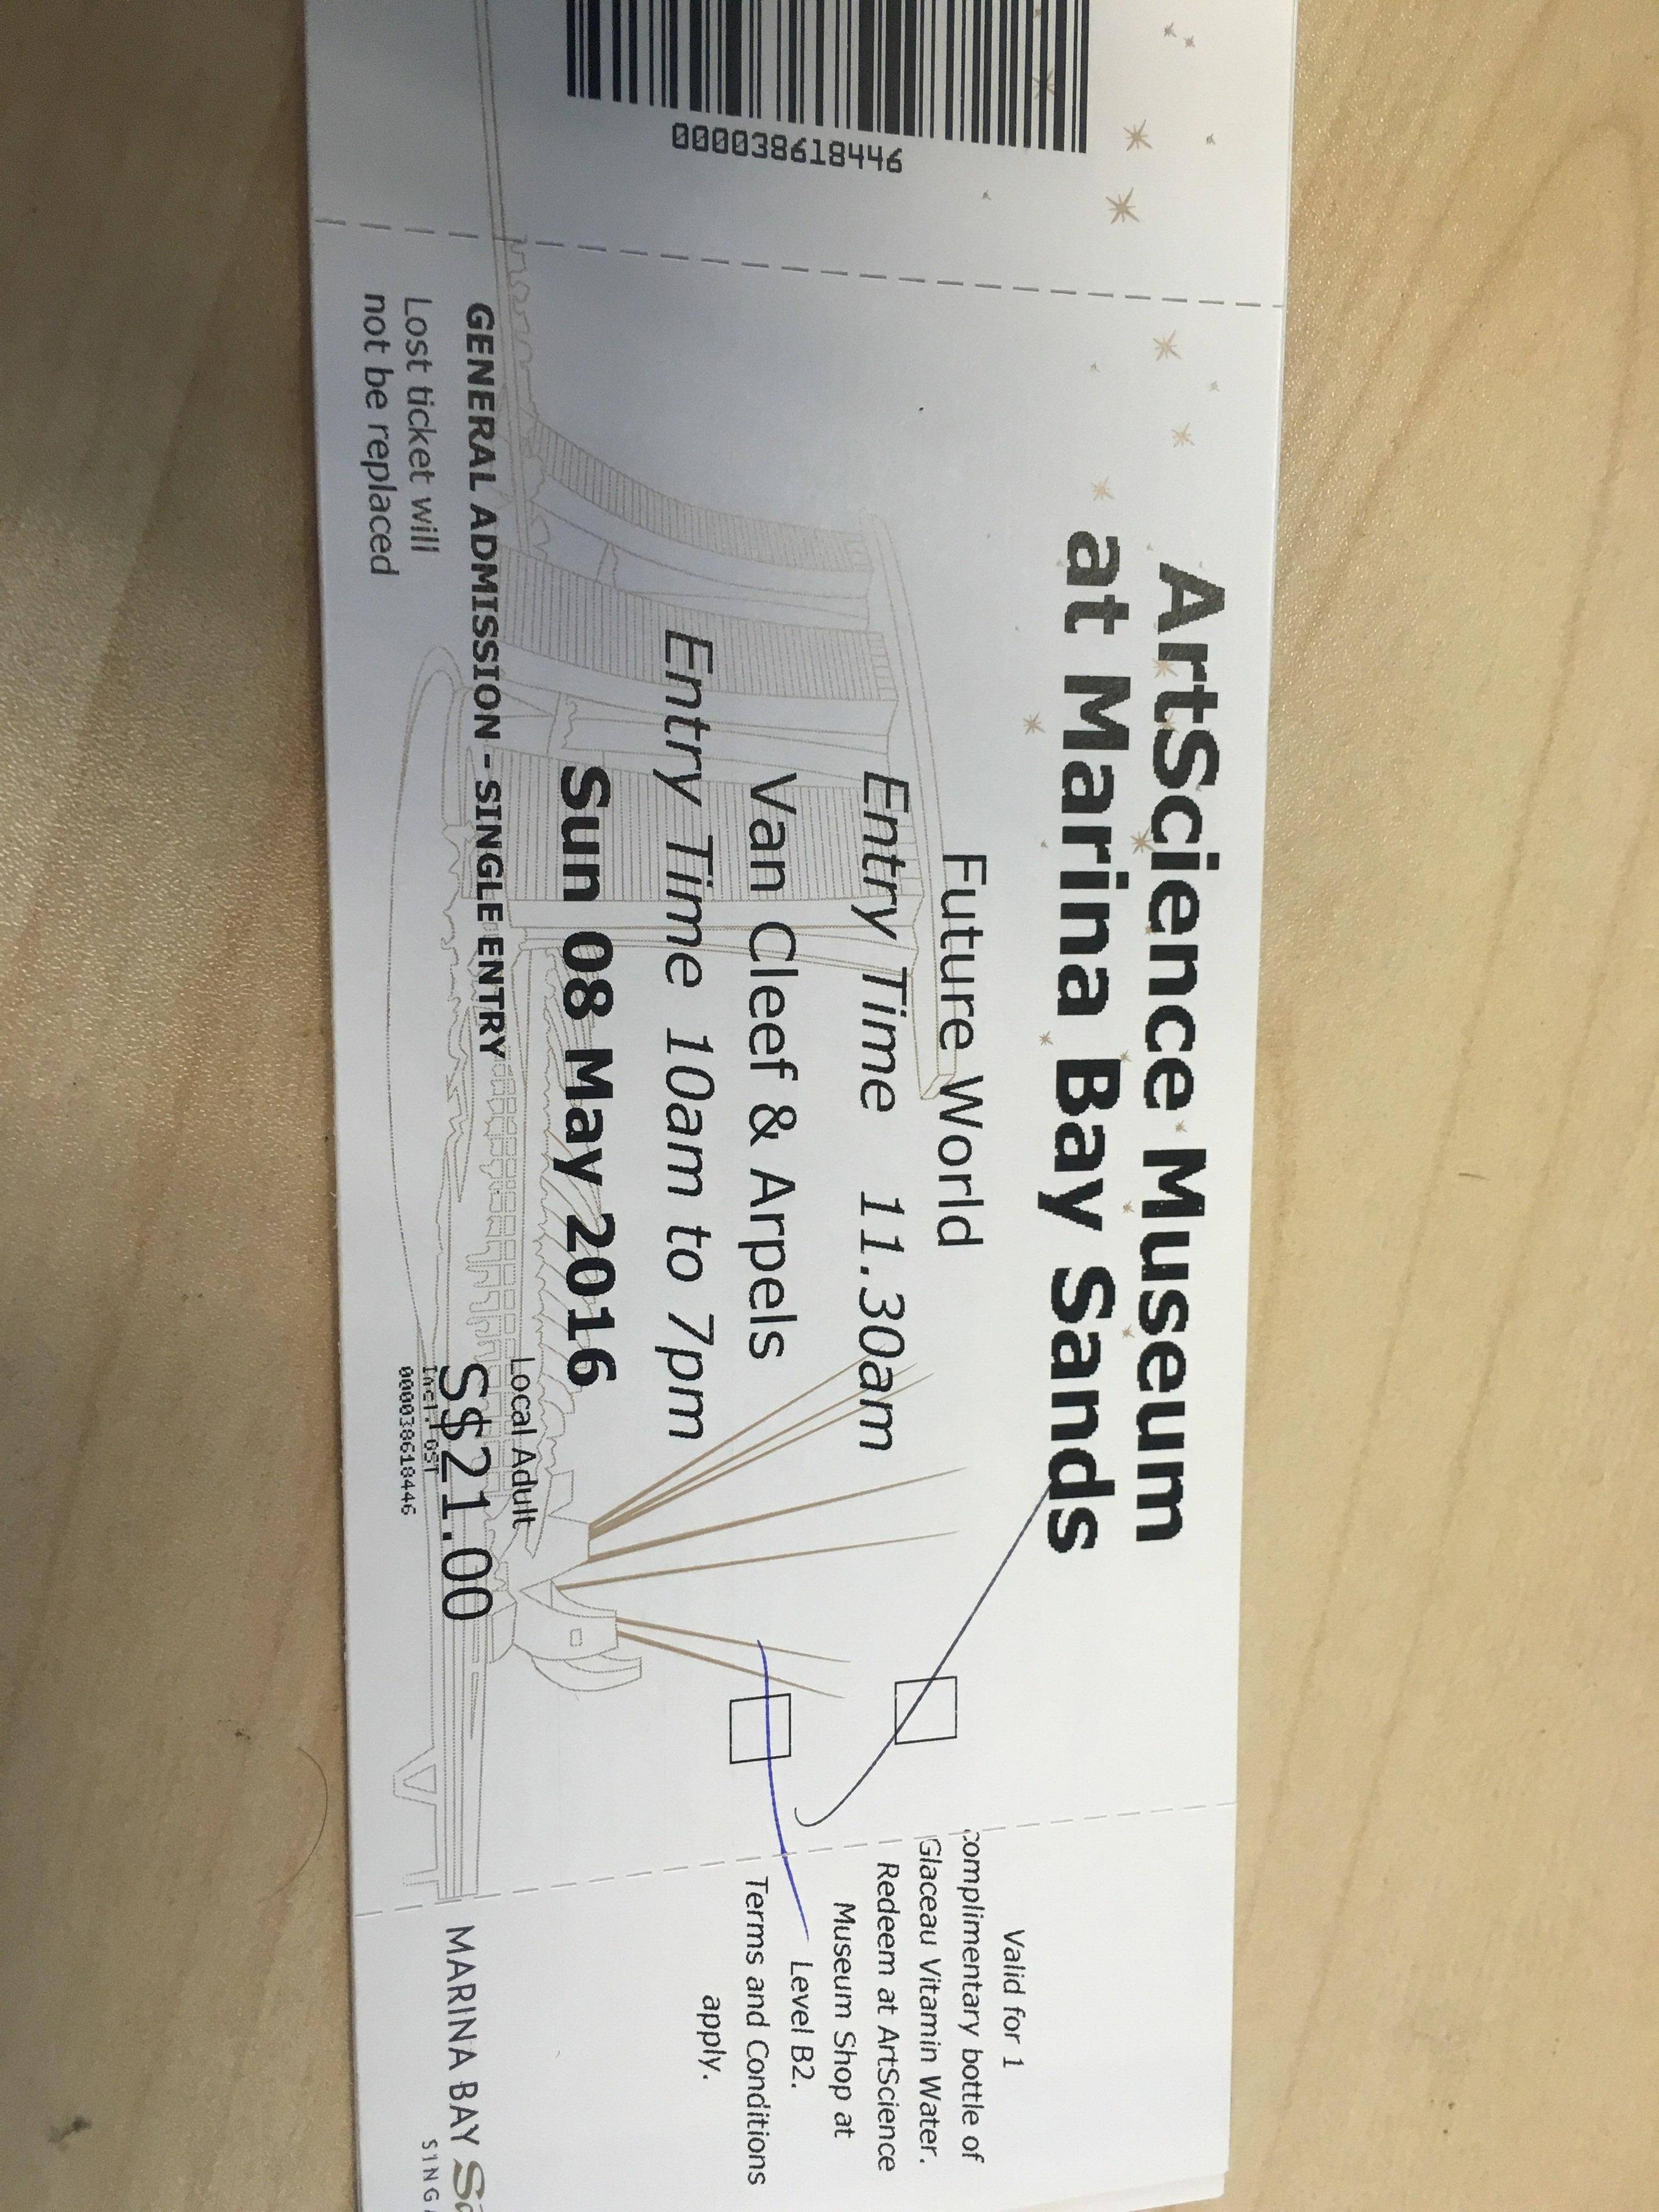 000038618446
ArtScience Museum
at Marina Bay Sands
Future World
Entry Time 11.30am
Van Cleef & Arpels
Entry Time 10am to 7pm
Sun 08 May 2016
GENERAL ADMISSION - SINGLE ENTRY
Lost ticket will
not be replaced
Local Adult
S$21.00
Incl. GST
000038618446
Valid for 1
complimentary bottle of
Glaceau Vitamin Water.
Redeem at ArtScience
Museum Shop at
Level B2.
Terms and Conditions
apply.
MARINA BAY Sa
SINGA